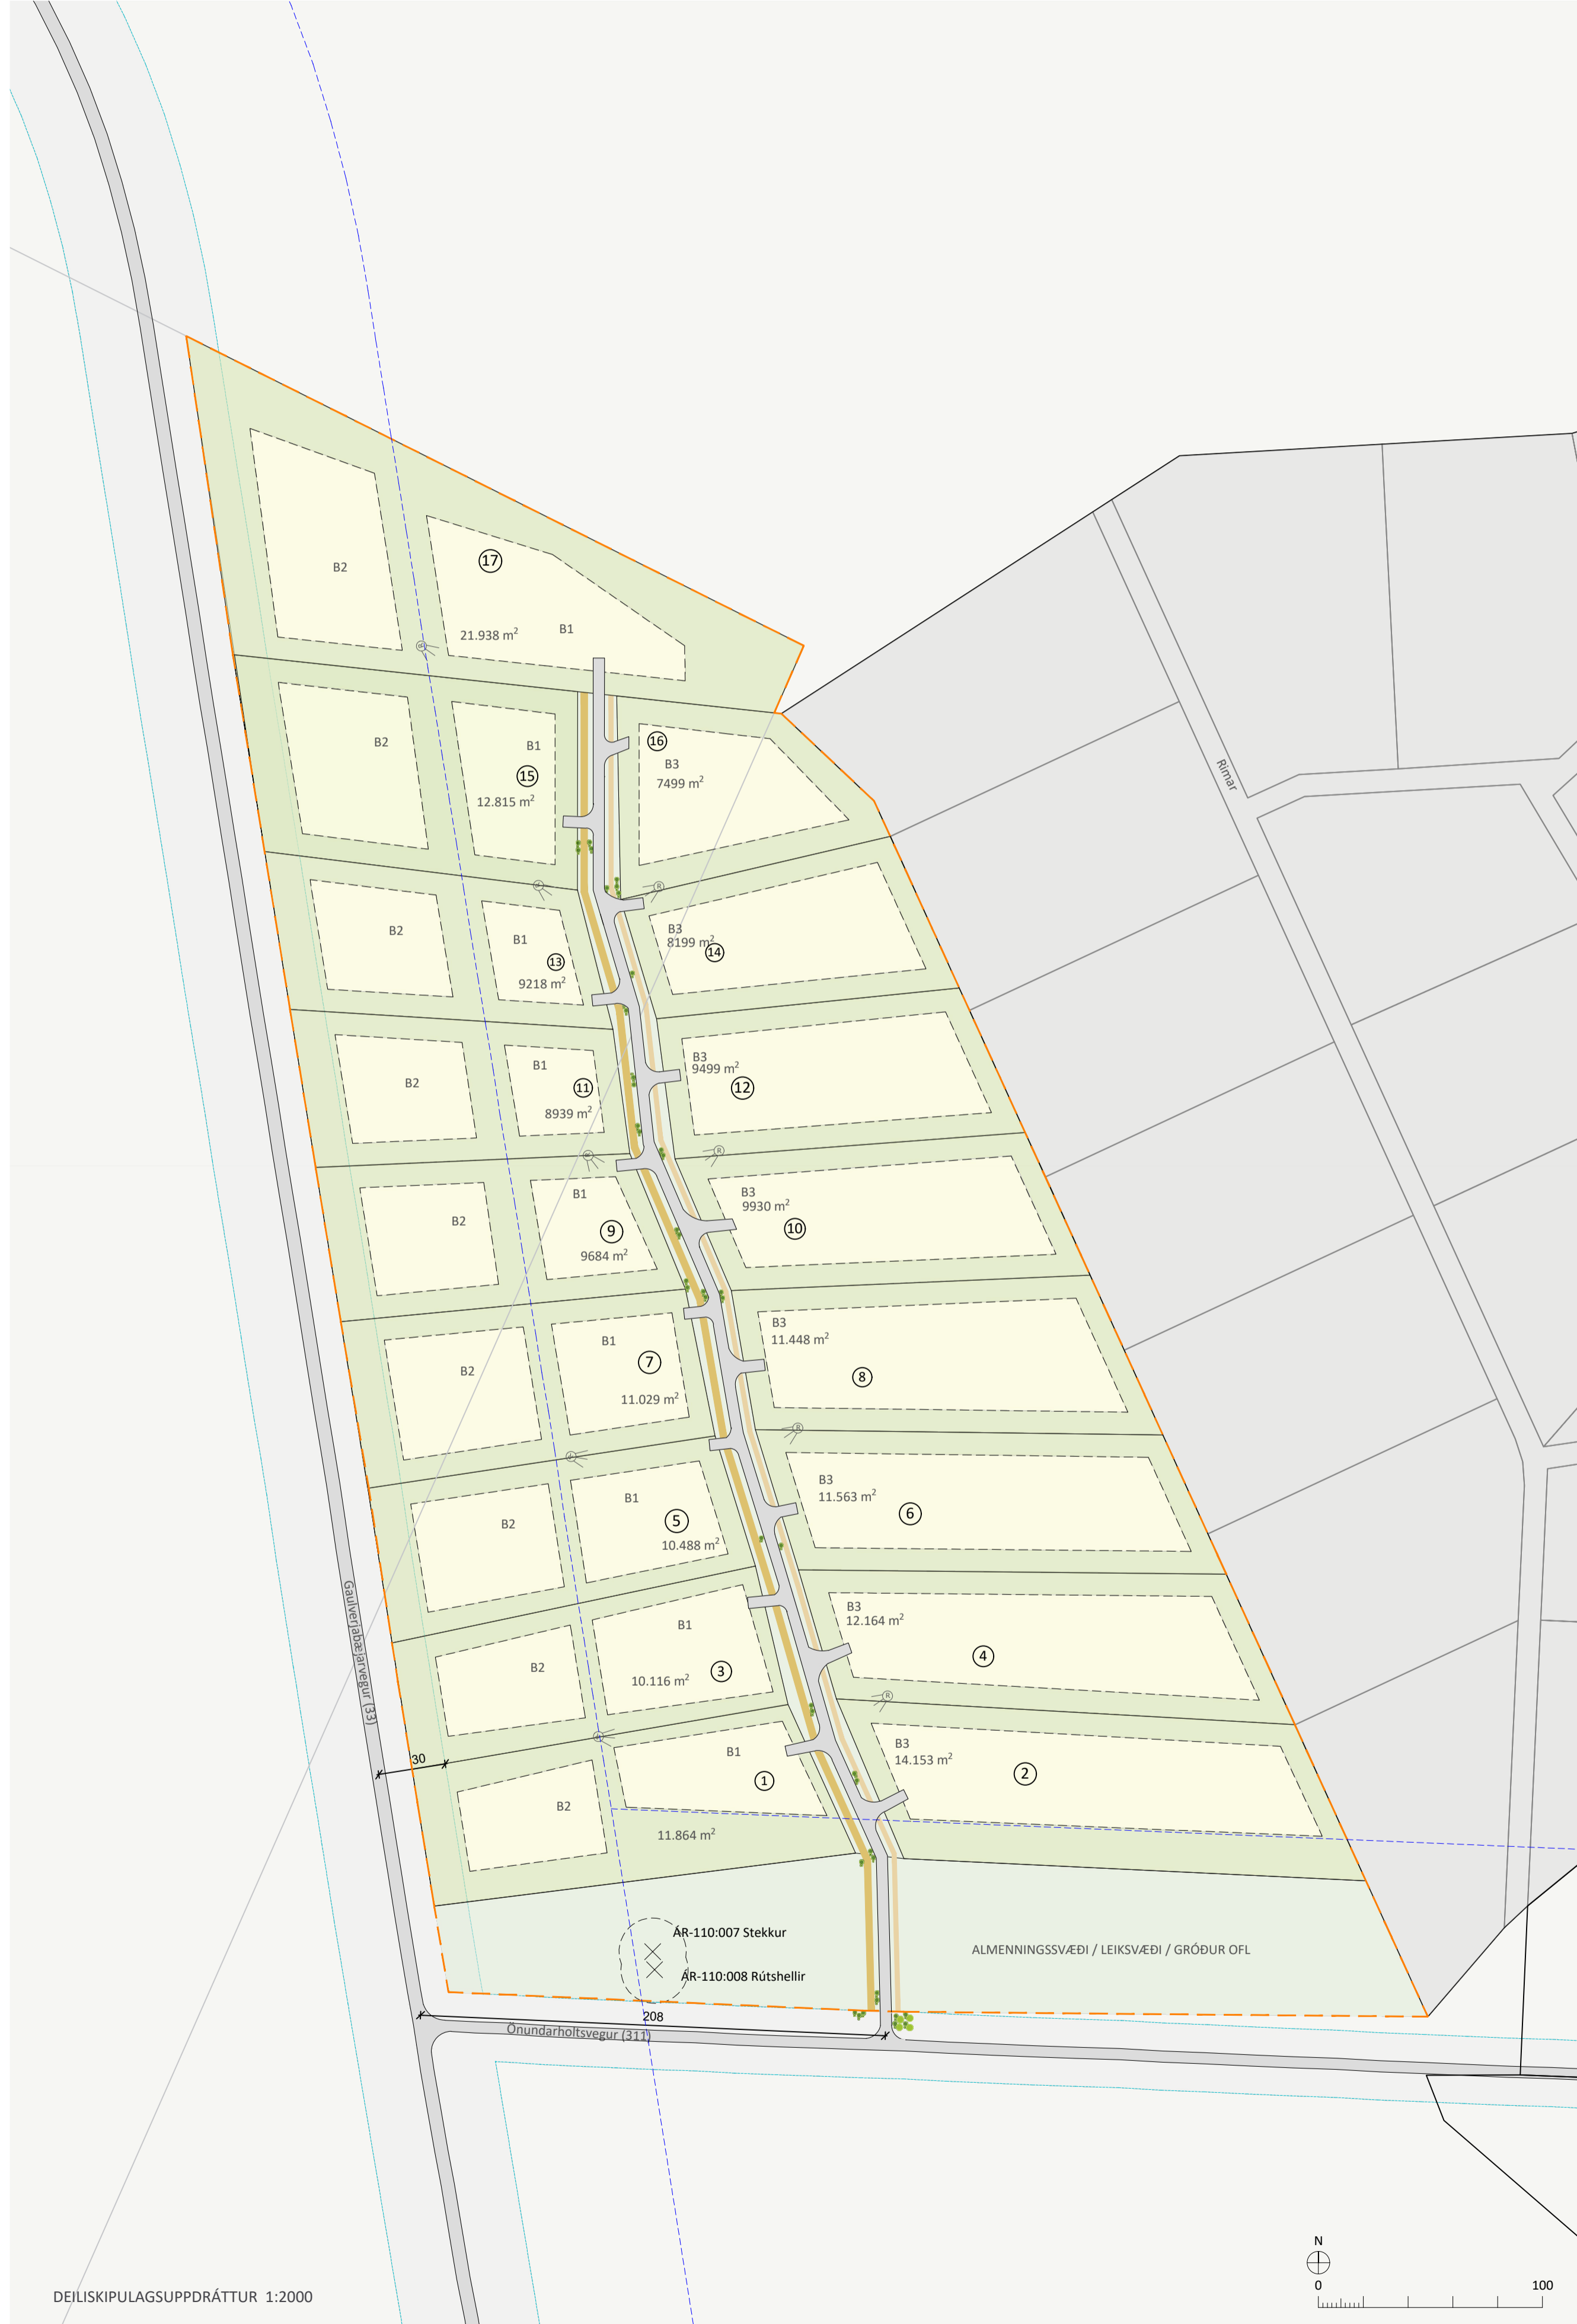 17
B2
21.938 m²
B1
B2
B1
16
B3
15
7499 m²
12.815 m²
B2
B1
B3
8199 m²
14
13
9218 m²
B2
B1
B3
9499 m²
11
12
8939 m²
B2
B1
B3
9930 m²
9
10
9684 m²
B2
B1
B3
11.448 m²
7
8
11.029 m²
B2
B1
B3
11.563 m²
5
6
10.488 m²
B2
B1
B3
12.164 m²
3
4
10.116 m²
B2
B1
B3
14.153 m²
1
2
11.864 m²
R
R
R
R
Rimar
Gaulverjabæjarvegur (33)
30
ÁR-110:007 Stekkur
ÁR-110:008 Rútshellir
ALMENNINGSSVÆÐI / LEIKSVÆÐI / GRÓÐUR OFL
208
Önundarholtsvegur (311)
DEILISKIPULAGSUPPDRÁTTUR 1:2000
N
0
100